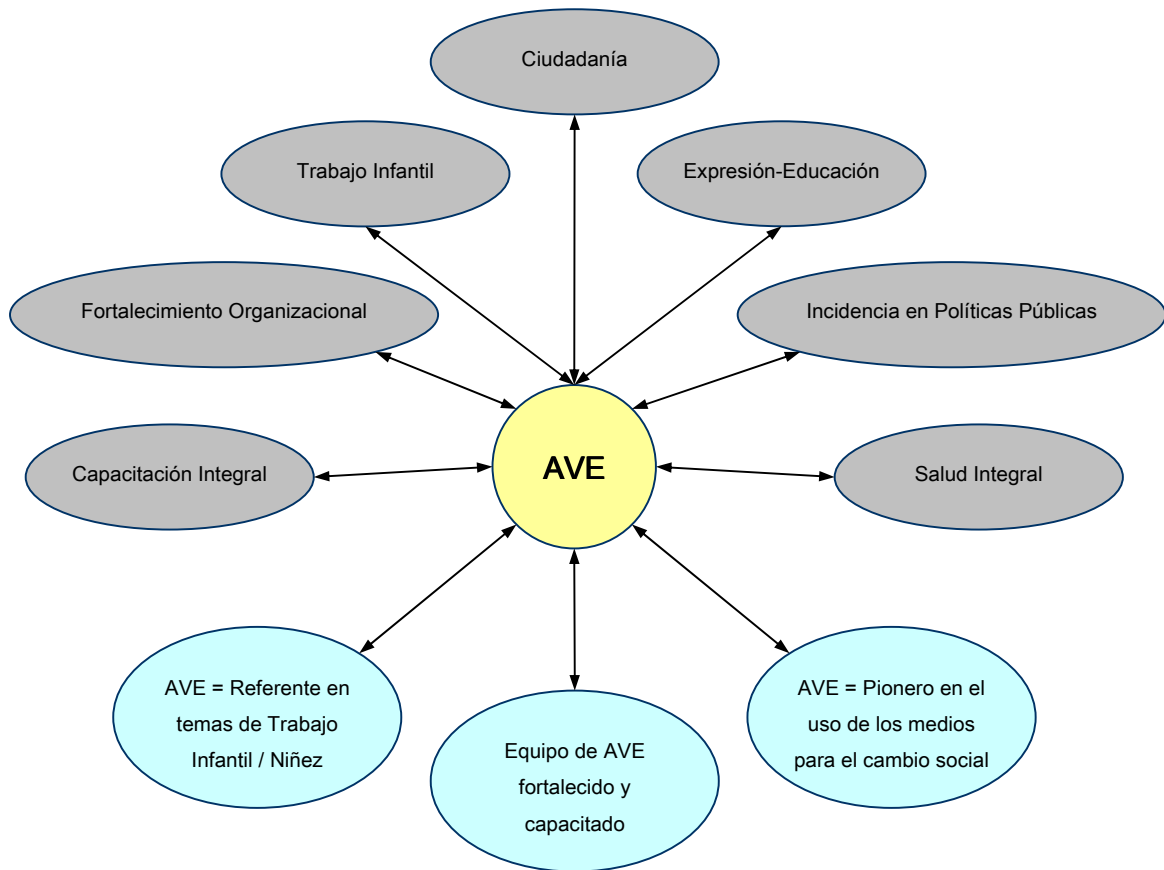 Ciudadanía
Trabajo Infantil
Expresión-Educación
Fortalecimiento Organizacional
Incidencia en Políticas Públicas
AVE
Capacitación Integral
Salud Integral
AVE = Referente en
temas de Trabajo
Infantil / Niñez
Equipo de AVE
fortalecido y
capacitado
AVE = Pionero en el
uso de los medios
para el cambio social